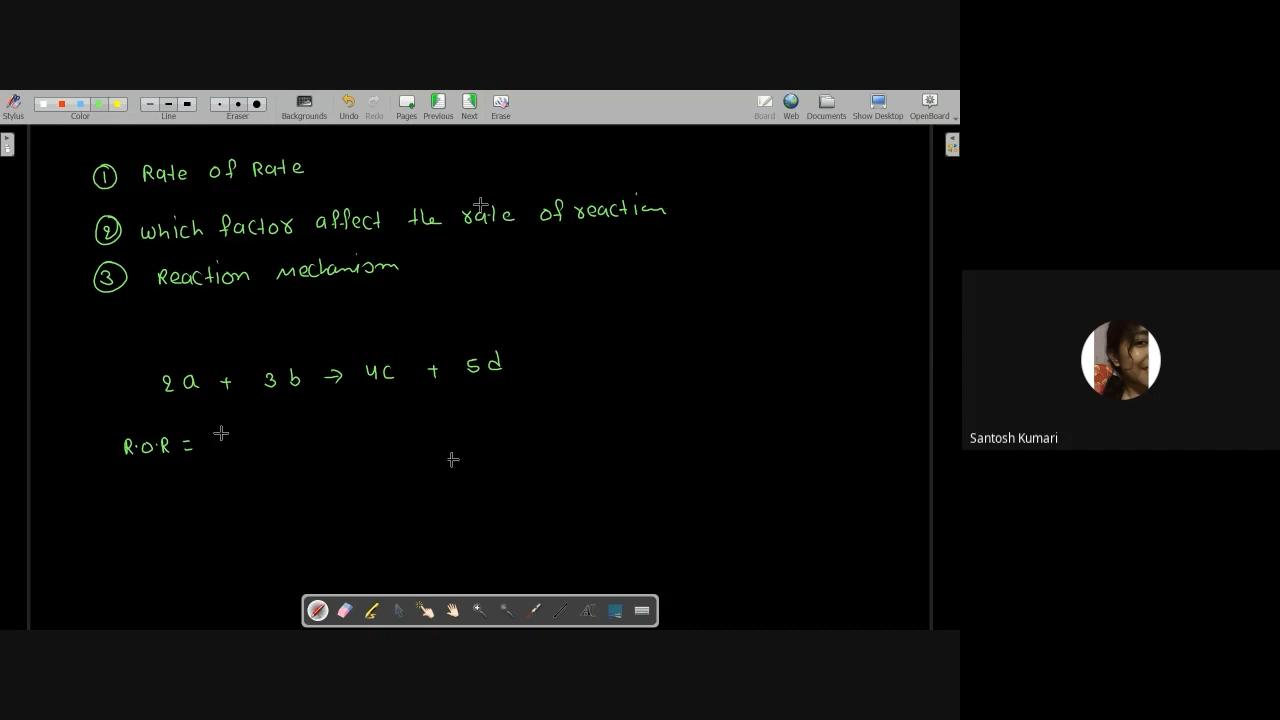 Stylus Color Line Eraser Backgrounds Undo Redo Pages Previous Next Erase Board Web Documents Show Desktop OpenBoard
① Rate of Rate
② which factor affect the rate of reaction
③ Reaction mechanism
2a + 3b → 4c + 5d
R.O.R =
Santosh Kumari